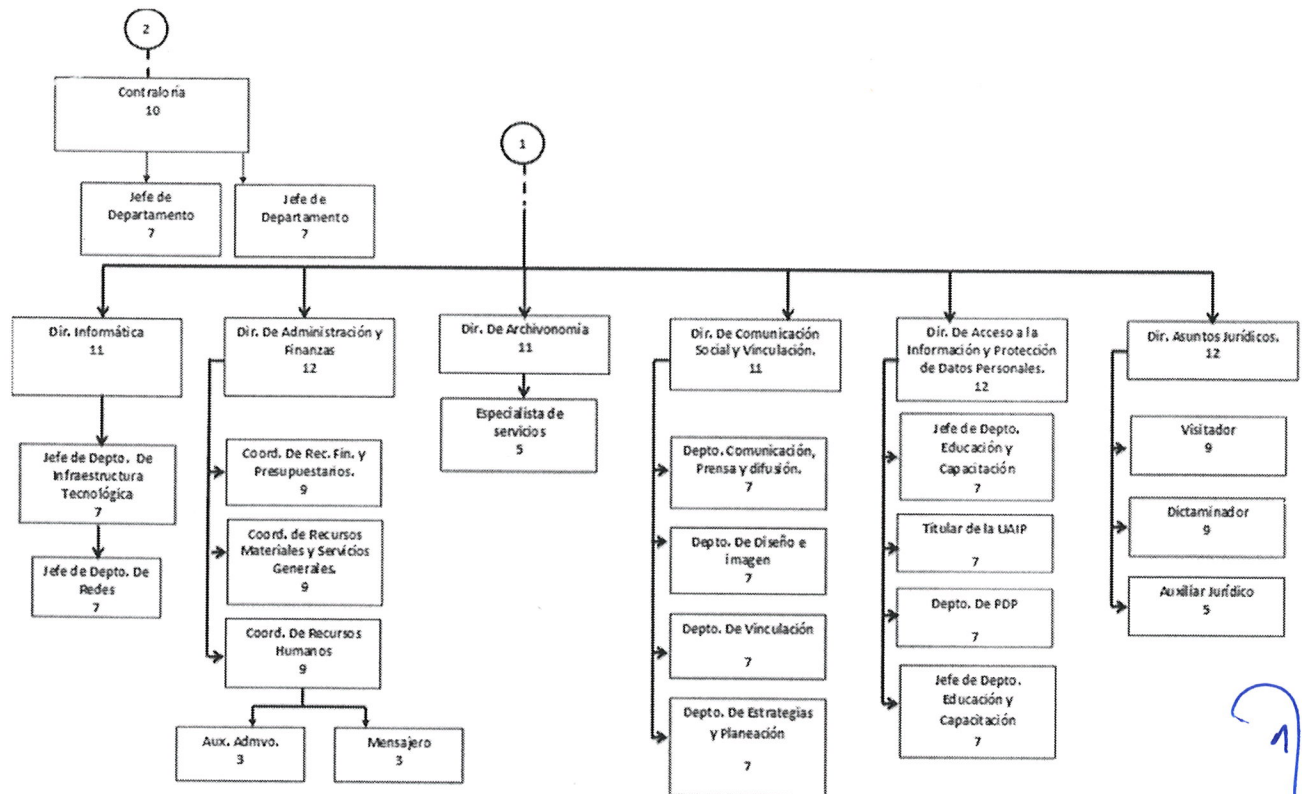 2
Contraloría
10
Jefe de
Departamento
7
Jefe de
Departamento
7
1
Dir. Informática
11
Jefe de Depto. De
Infraestructura
Tecnológica
7
Jefe de Depto. De
Redes
7
Dir. De Administración y
Finanzas
12
Coord. De Rec. Fin. y
Presupuestarios.
9
Coord. de Recursos
Materiales y Servicios
Generales.
9
Coord. De Recursos
Humanos
9
Aux. Admvo.
3
Mensajero
3
Dir. De Archivonomía
11
Especialista de
servicios
5
Dir. De Comunicación
Social y Vinculación.
11
Depto. Comunicación,
Prensa y difusión.
7
Depto. De Diseño e
imagen
7
Depto. De Vinculación
7
Depto. De Estrategias
y Planeación
7
Dir. De Acceso a la
Información y Protección
de Datos Personales.
12
Jefe de Depto.
Educación y
Capacitación
7
Titular de la UAIP
7
Depto. De PDP
7
Jefe de Depto.
Educación y
Capacitación
7
Dir. Asuntos Jurídicos.
12
Visitador
9
Dictaminador
9
Auxiliar Jurídico
5